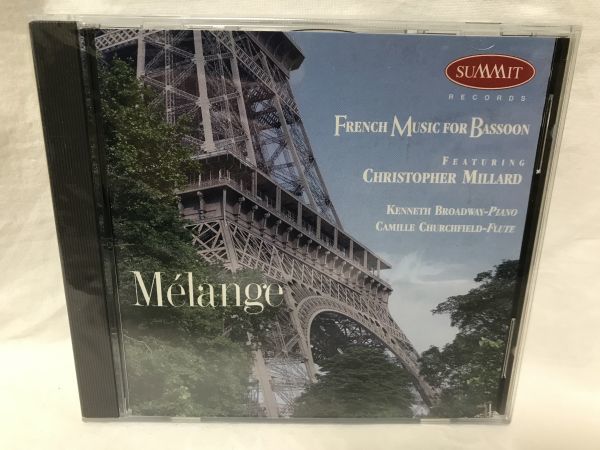 SUMMIT
RECORDS
FRENCH MUSIC FOR BASSOON
FEATURING
CHRISTOPHER MILLARD
KENNETH BROADWAY-PIANO
CAMILLE CHURCHFIELD-FLUTE
Mélange